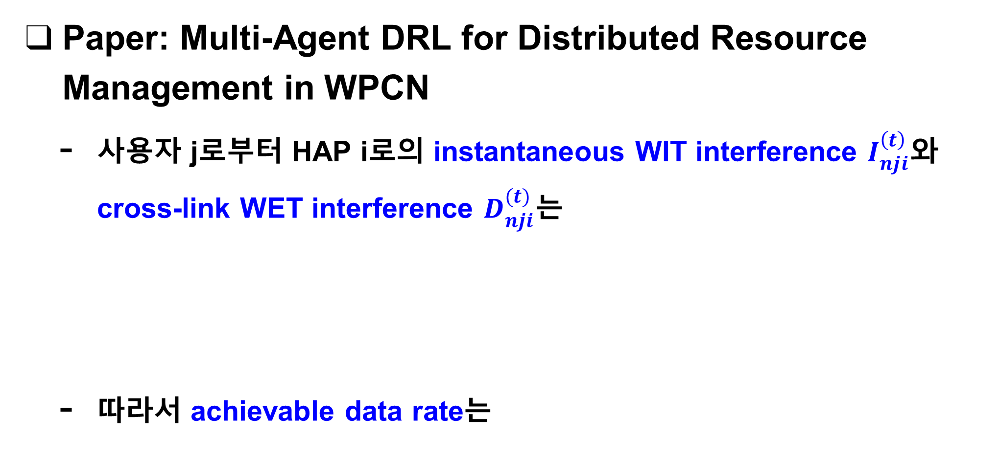 ❑ Paper: Multi-Agent DRL for Distributed Resource
Management in WPCN
- 사용자 j로부터 HAP i로의 instantaneous WIT interference $I_{nji}^{(t)}$와
cross-link WET interference $D_{nji}^{(t)}$는
- 따라서 achievable data rate는